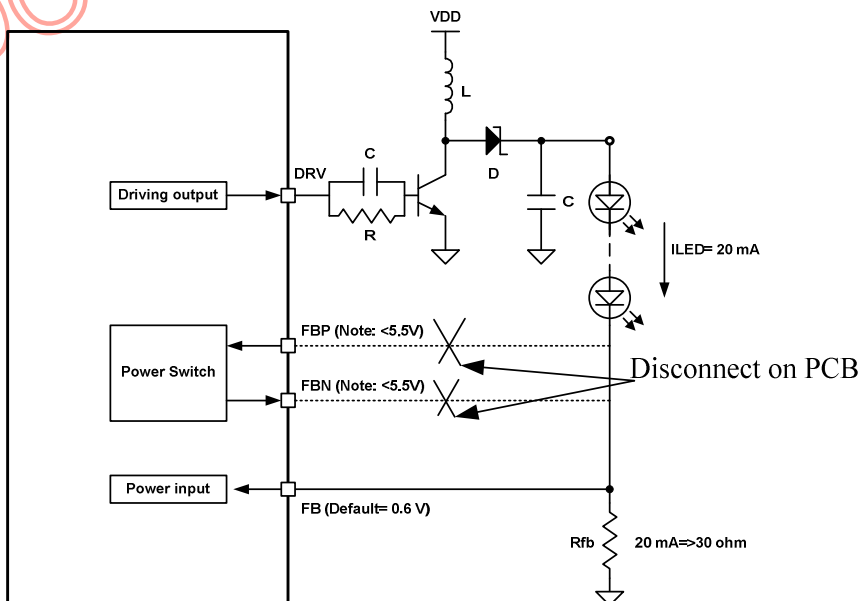 VDD
L
C
DRV
D
Driving output
C
R
ILED= 20 mA
FBP (Note: <5.5V)
Power Switch
Disconnect on PCB
FBN (Note: <5.5V)
Power input
FB (Default= 0.6 V)
Rfb
20 mA=>30 ohm